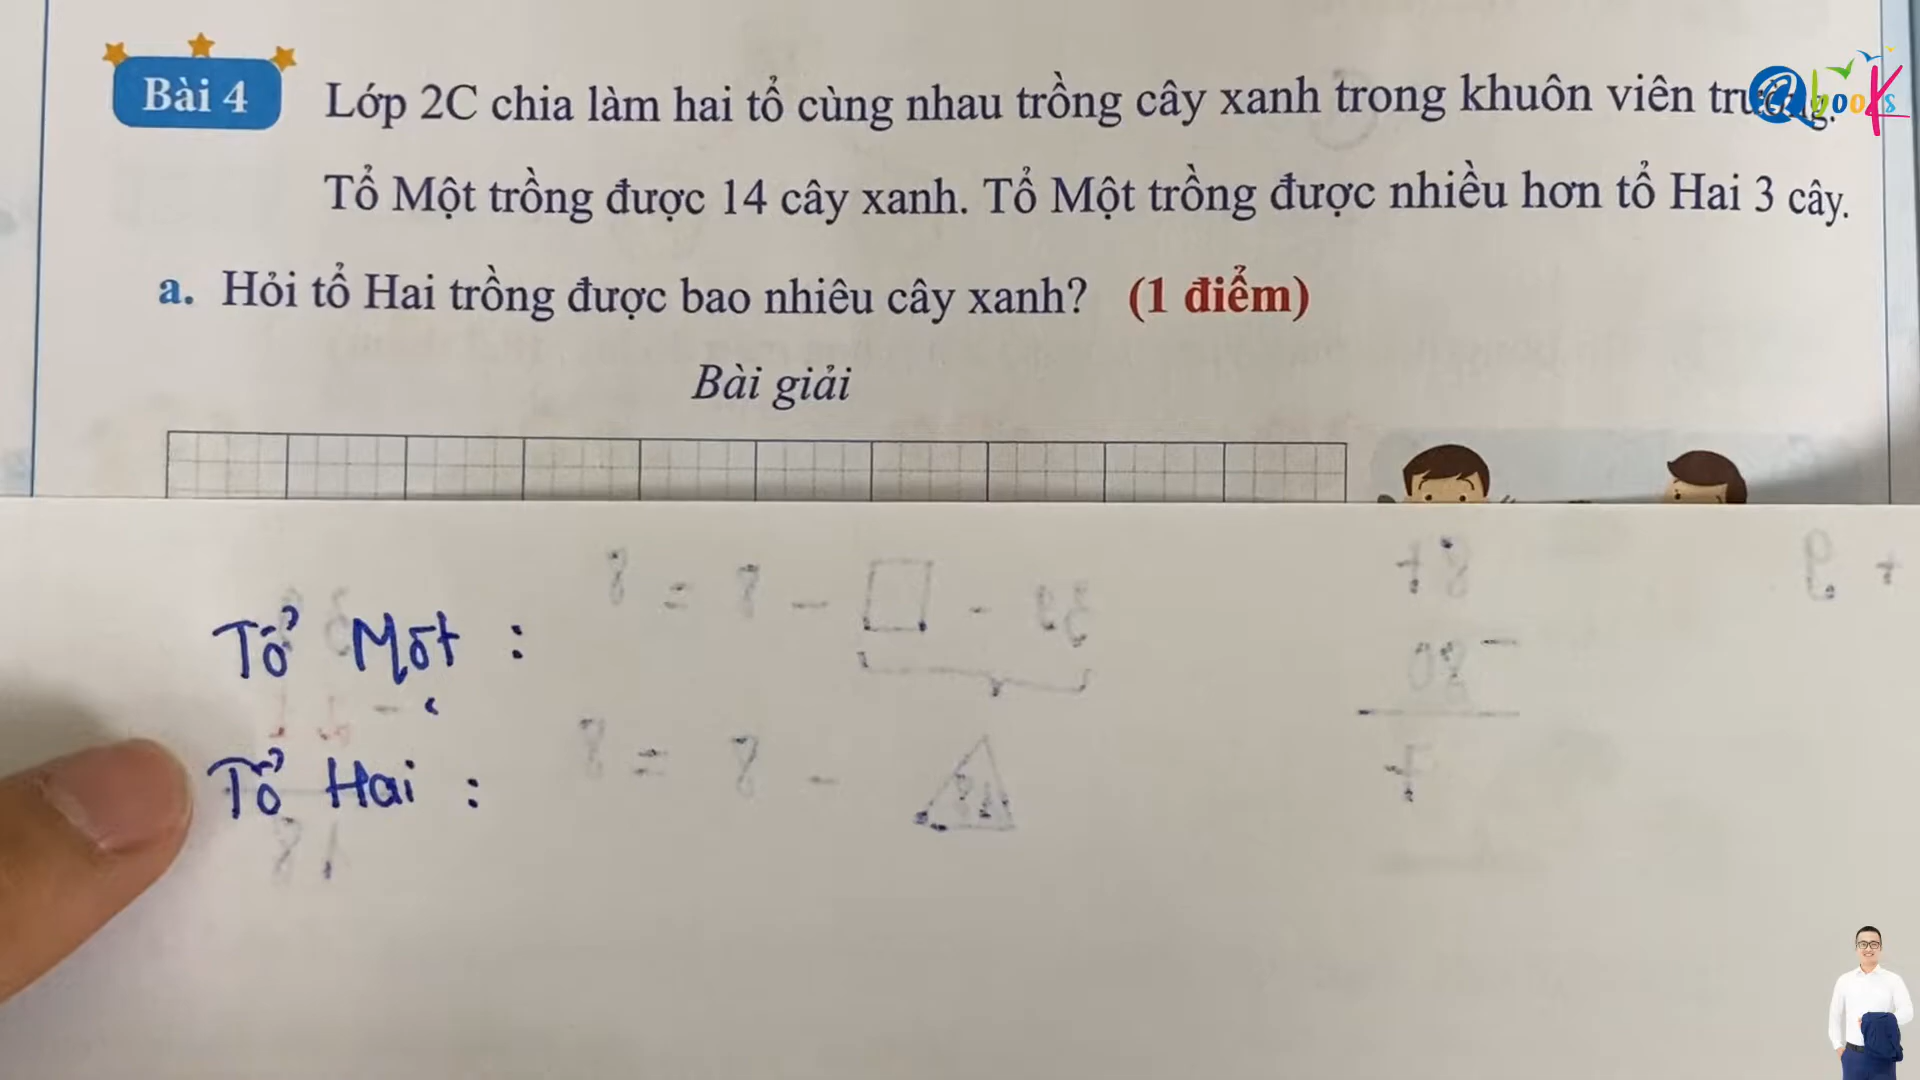 Bài 4 Lớp 2C chia làm hai tổ cùng nhau trồng cây xanh trong khuôn viên trường.
Qbooks
Tổ Một trồng được 14 cây xanh. Tổ Một trồng được nhiều hơn tổ Hai 3 cây.
a. Hỏi tổ Hai trồng được bao nhiêu cây xanh? (1 điểm)
Bài giải
Tổ Một :
Tổ Hai :